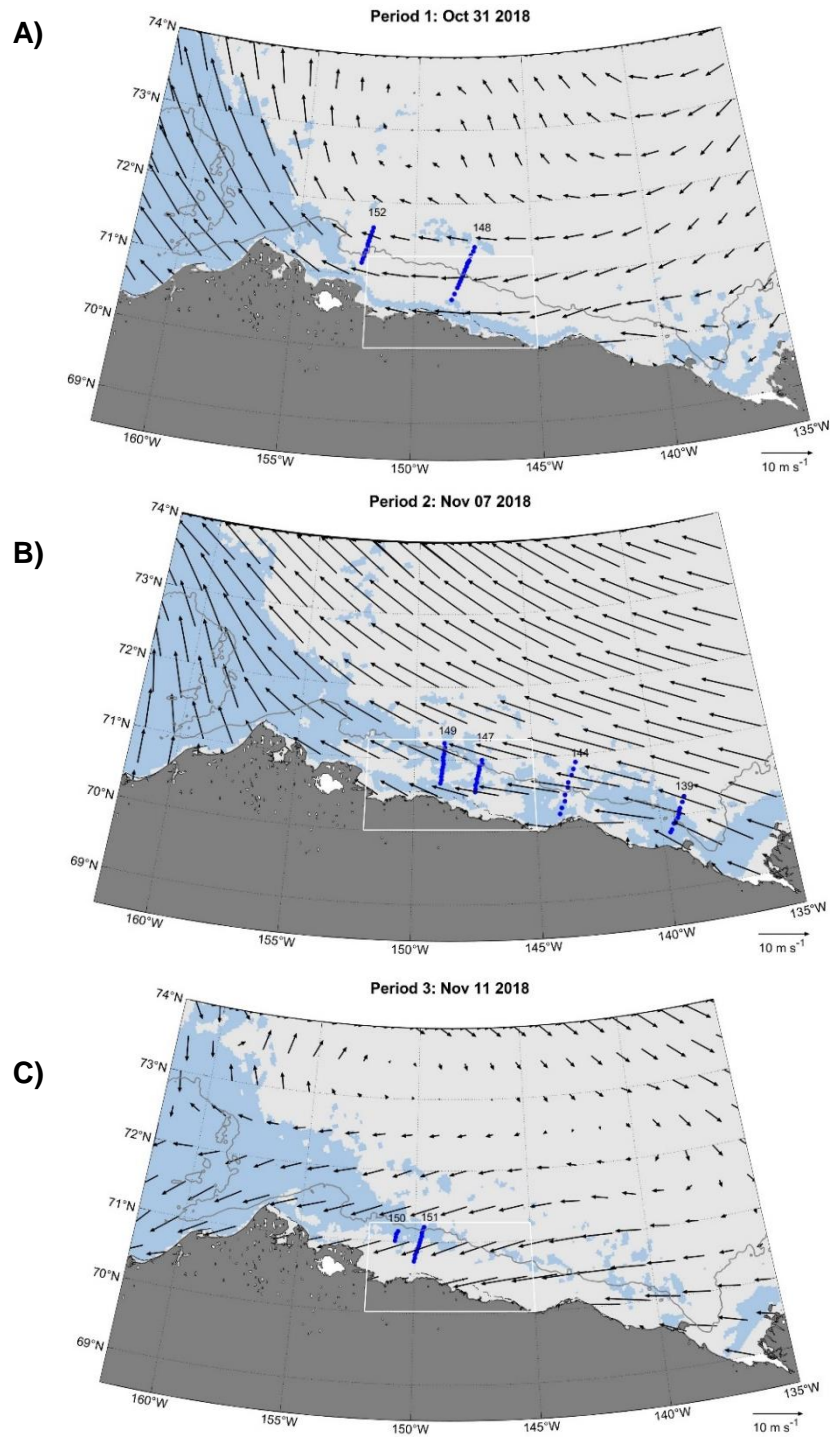 A)
Period 1: Oct 31 2018
74°N
73°N
72°N
71°N
70°N
69°N
152
148
160°W
155°W
150°W
145°W
140°W
135°W
10 m s⁻¹
B)
Period 2: Nov 07 2018
74°N
73°N
72°N
71°N
70°N
69°N
149
147
144
139
160°W
155°W
150°W
145°W
140°W
135°W
10 m s⁻¹
C)
Period 3: Nov 11 2018
74°N
73°N
72°N
71°N
70°N
69°N
150
151
160°W
155°W
150°W
145°W
140°W
135°W
10 m s⁻¹